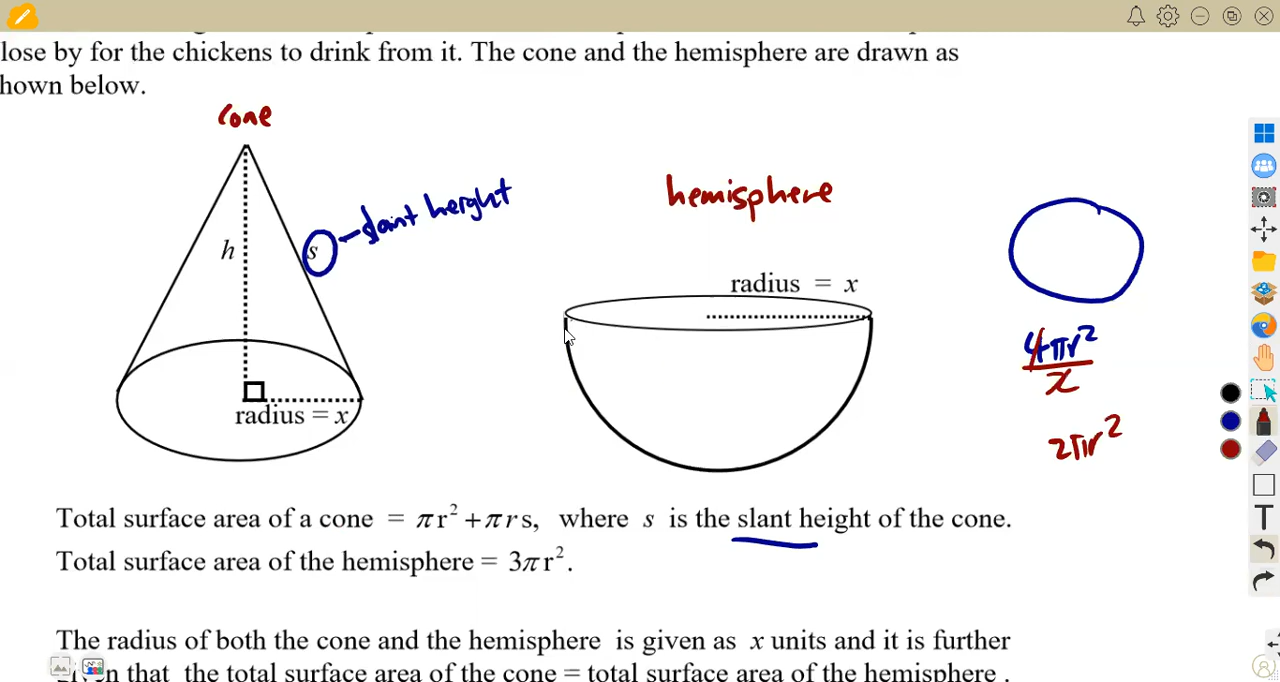 lose by for the chickens to drink from it. The cone and the hemisphere are drawn as
hown below.
cone
slant height
hemisphere
h
s
radius = x
radius = x
4πr²
x
2πr²
Total surface area of a cone = πr² + πrs, where s is the slant height of the cone.
Total surface area of the hemisphere = 3πr².
The radius of both the cone and the hemisphere is given as x units and it is further
that the total surface area of the cone = total surface area of the hemisphere .